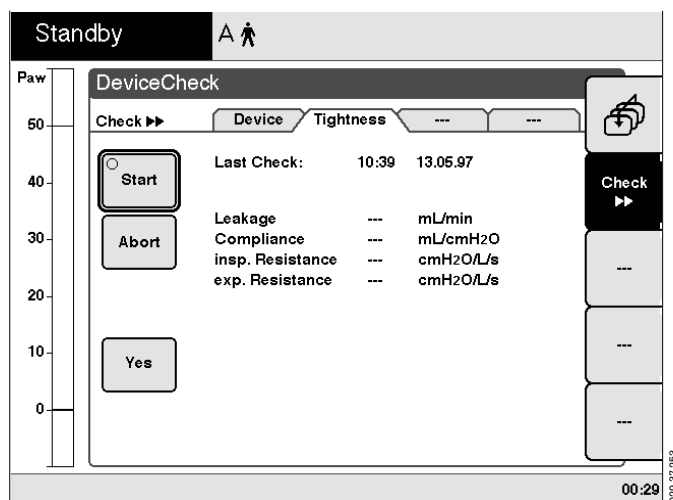 Standby A
Paw
DeviceCheck
Check ▶▶ Device Tightness --- ---
50
Start
Last Check: 10:39 13.05.97
40
Check
▶▶
Leakage --- mL/min
Abort
Compliance --- mL/cmH2O
30
insp. Resistance --- cmH2O/L/s
---
exp. Resistance --- cmH2O/L/s
20
10
Yes
---
0
---
00:29